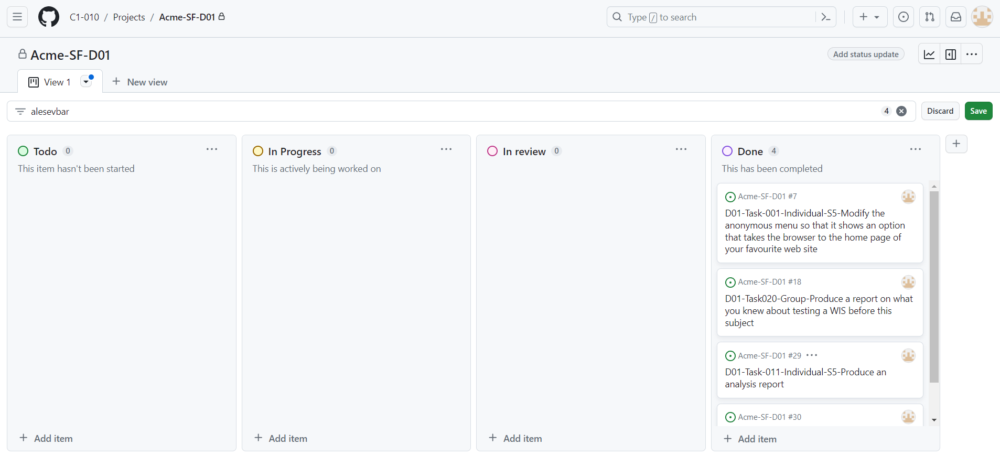 C1-010 / Projects / Acme-SF-D01
Type / to search
Acme-SF-D01
Add status update
View 1
New view
alesevbar
4
Discard
Save
Todo 0
This item hasn't been started
Add item
In Progress 0
This is actively being worked on
Add item
In review 0
Add item
Done 4
This has been completed
Acme-SF-D01 #7
D01-Task-001-Individual-S5-Modify the
anonymous menu so that it shows an option
that takes the browser to the home page of
your favourite web site
Acme-SF-D01 #18
D01-Task020-Group-Produce a report on what
you knew about testing a WIS before this
subject
Acme-SF-D01 #29
D01-Task-011-Individual-S5-Produce an
analysis report
Acme-SF-D01 #30
Add item